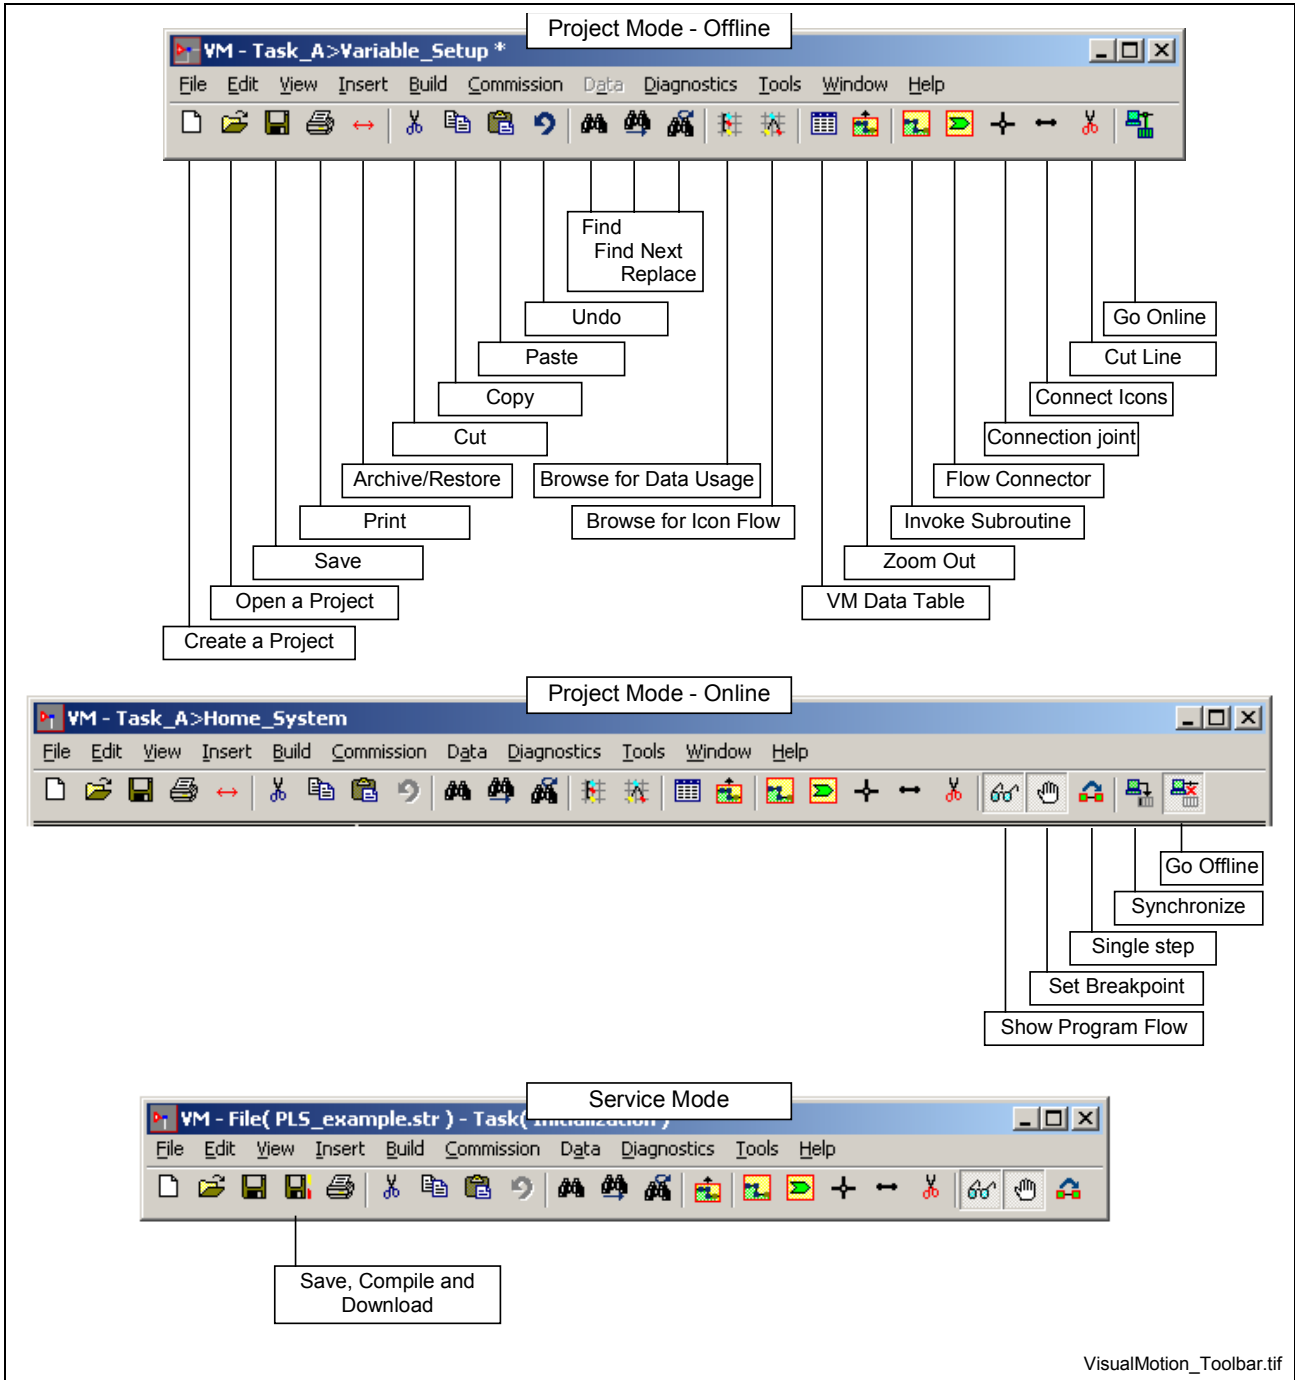 Project Mode - Offline
VM - Task_A>Variable_Setup *
File Edit View Insert Build Commission Data Diagnostics Tools Window Help
Find
Find Next
Replace
Undo
Go Online
Paste
Cut Line
Copy
Connect Icons
Cut
Connection joint
Archive/Restore
Browse for Data Usage
Flow Connector
Print
Browse for Icon Flow
Invoke Subroutine
Save
Zoom Out
Open a Project
VM Data Table
Create a Project
Project Mode - Online
VM - Task_A>Home_System
File Edit View Insert Build Commission Data Diagnostics Tools Window Help
Go Offline
Synchronize
Single step
Set Breakpoint
Show Program Flow
Service Mode
VM - File( PLS_example.str ) - Task( Initialization )
File Edit View Insert Build Commission Data Diagnostics Tools Help
Save, Compile and
Download
VisualMotion_Toolbar.tif